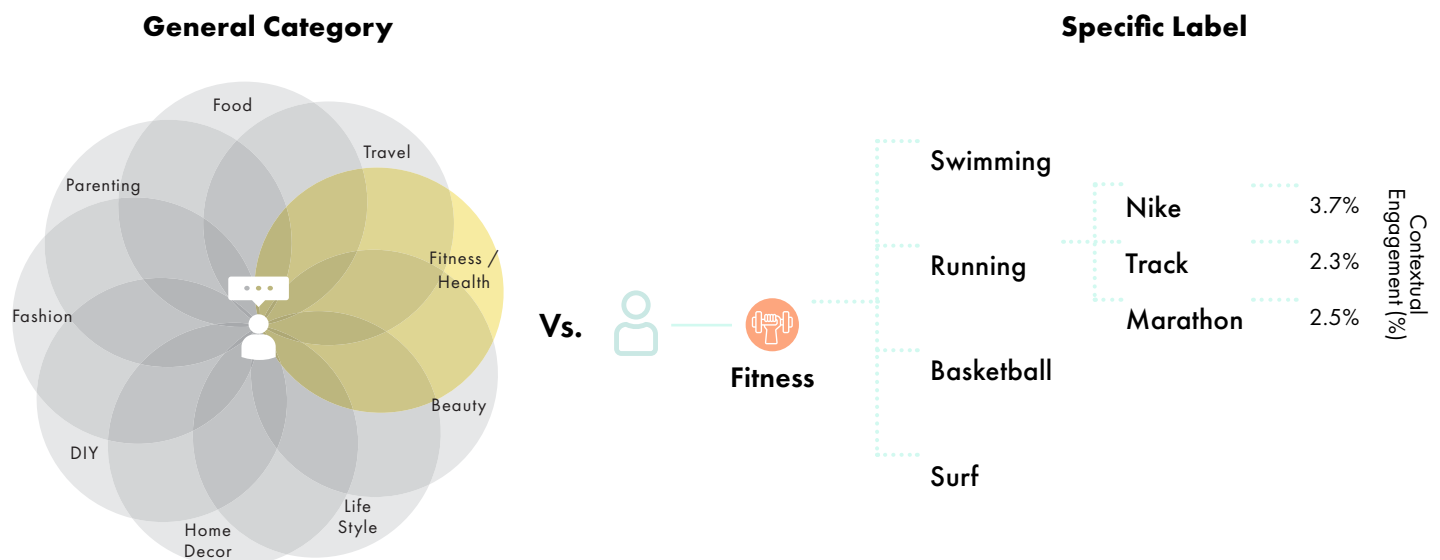 General Category
Specific Label
Food
Travel
Parenting
Fitness /
Health
Fashion
Beauty
DIY
Life
Style
Home
Decor
Vs.
Fitness
Swimming
Running
Basketball
Surf
Nike
Track
Marathon
3.7%
2.3%
2.5%
Contextual
Engagement (%)